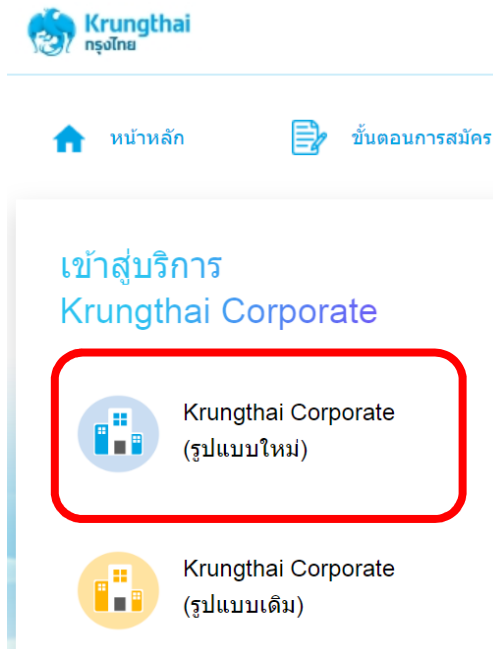 Krungthai
กรุงไทย
หน้าหลัก
ขั้นตอนการสมัคร
เข้าสู่บริการ
Krungthai Corporate
Krungthai Corporate
(รูปแบบใหม่)
Krungthai Corporate
(รูปแบบเดิม)